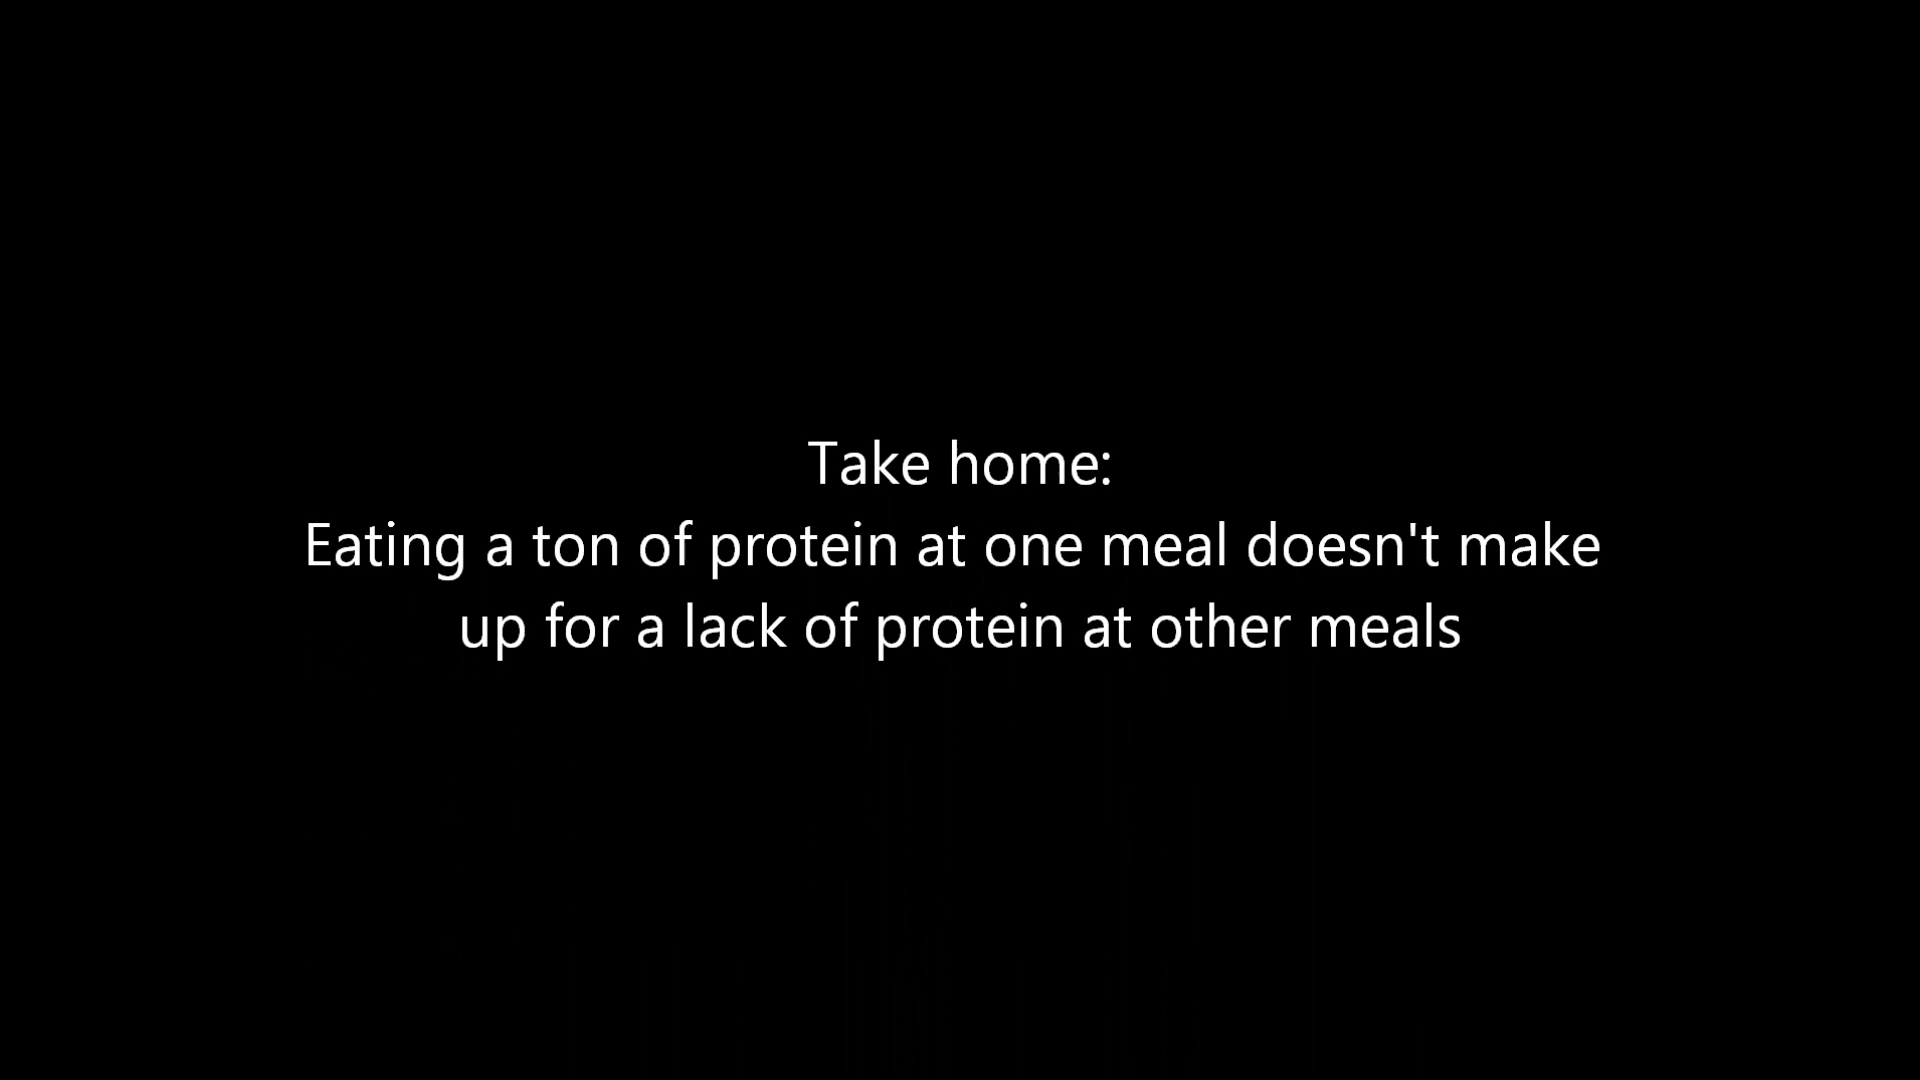 Take home:
Eating a ton of protein at one meal doesn't make
up for a lack of protein at other meals